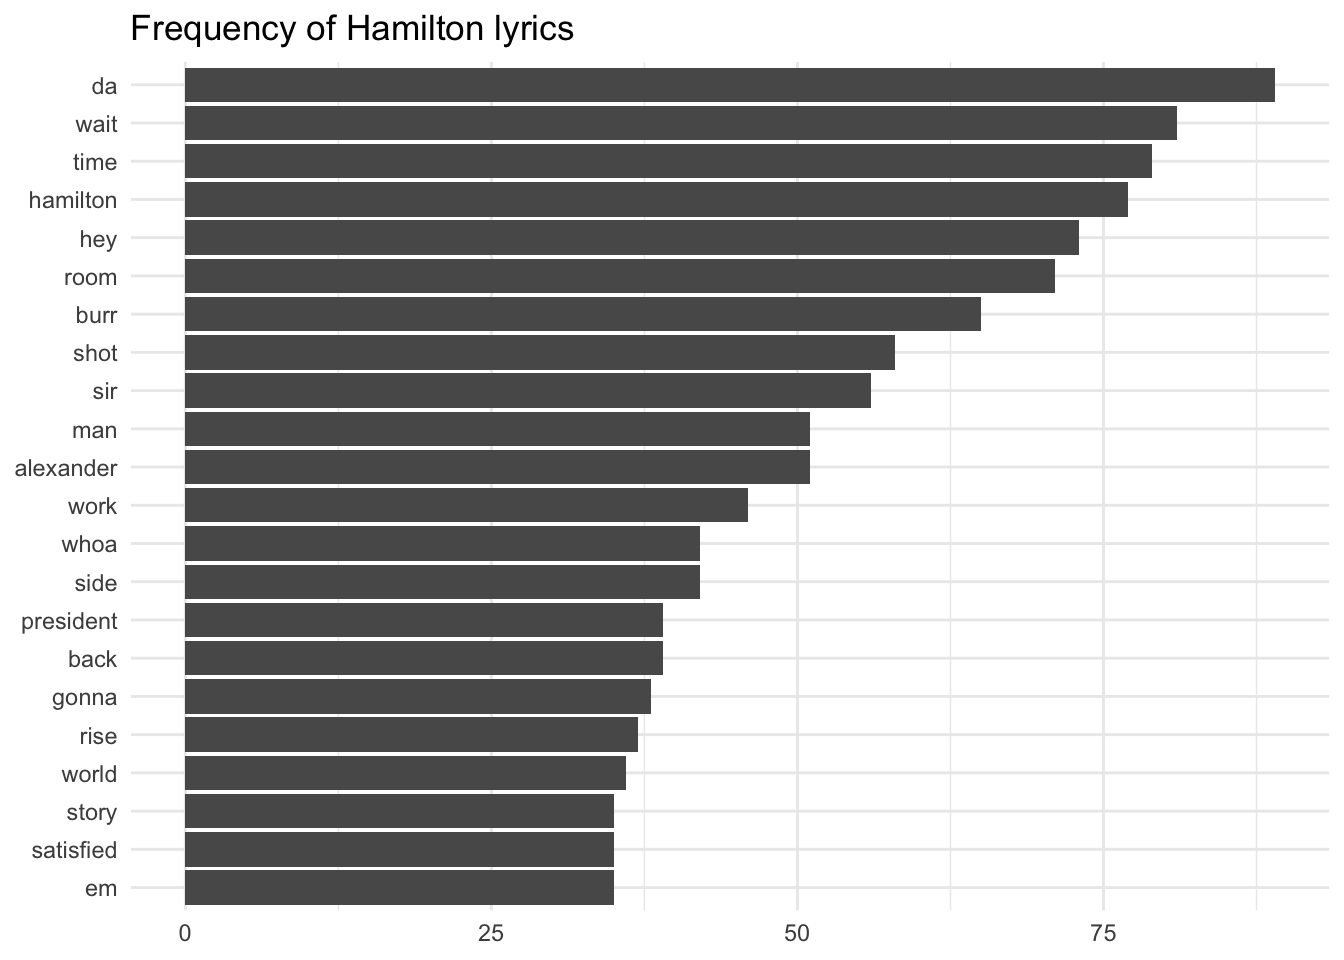 Frequency of Hamilton lyrics
da
wait
time
hamilton
hey
room
burr
shot
sir
man
alexander
work
whoa
side
president
back
gonna
rise
world
story
satisfied
em
0 25 50 75